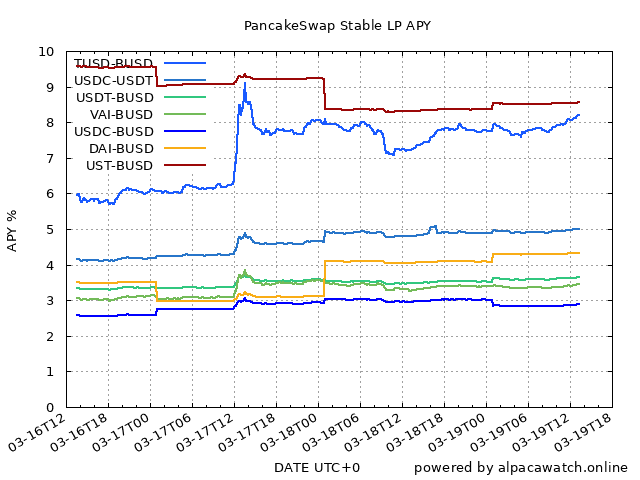 PancakeSwap Stable LP APY
APY %
10
9
8
7
6
5
4
3
2
1
0
TUSD-BUSD
USDC-USDT
USDT-BUSD
VAI-BUSD
USDC-BUSD
DAI-BUSD
UST-BUSD
03-16T12
03-16T18
03-17T00
03-17T06
03-17T12
03-17T18
03-18T00
03-18T06
03-18T12
03-18T18
03-19T00
03-19T06
03-19T12
03-19T18
DATE UTC+0
powered by alpacawatch.online